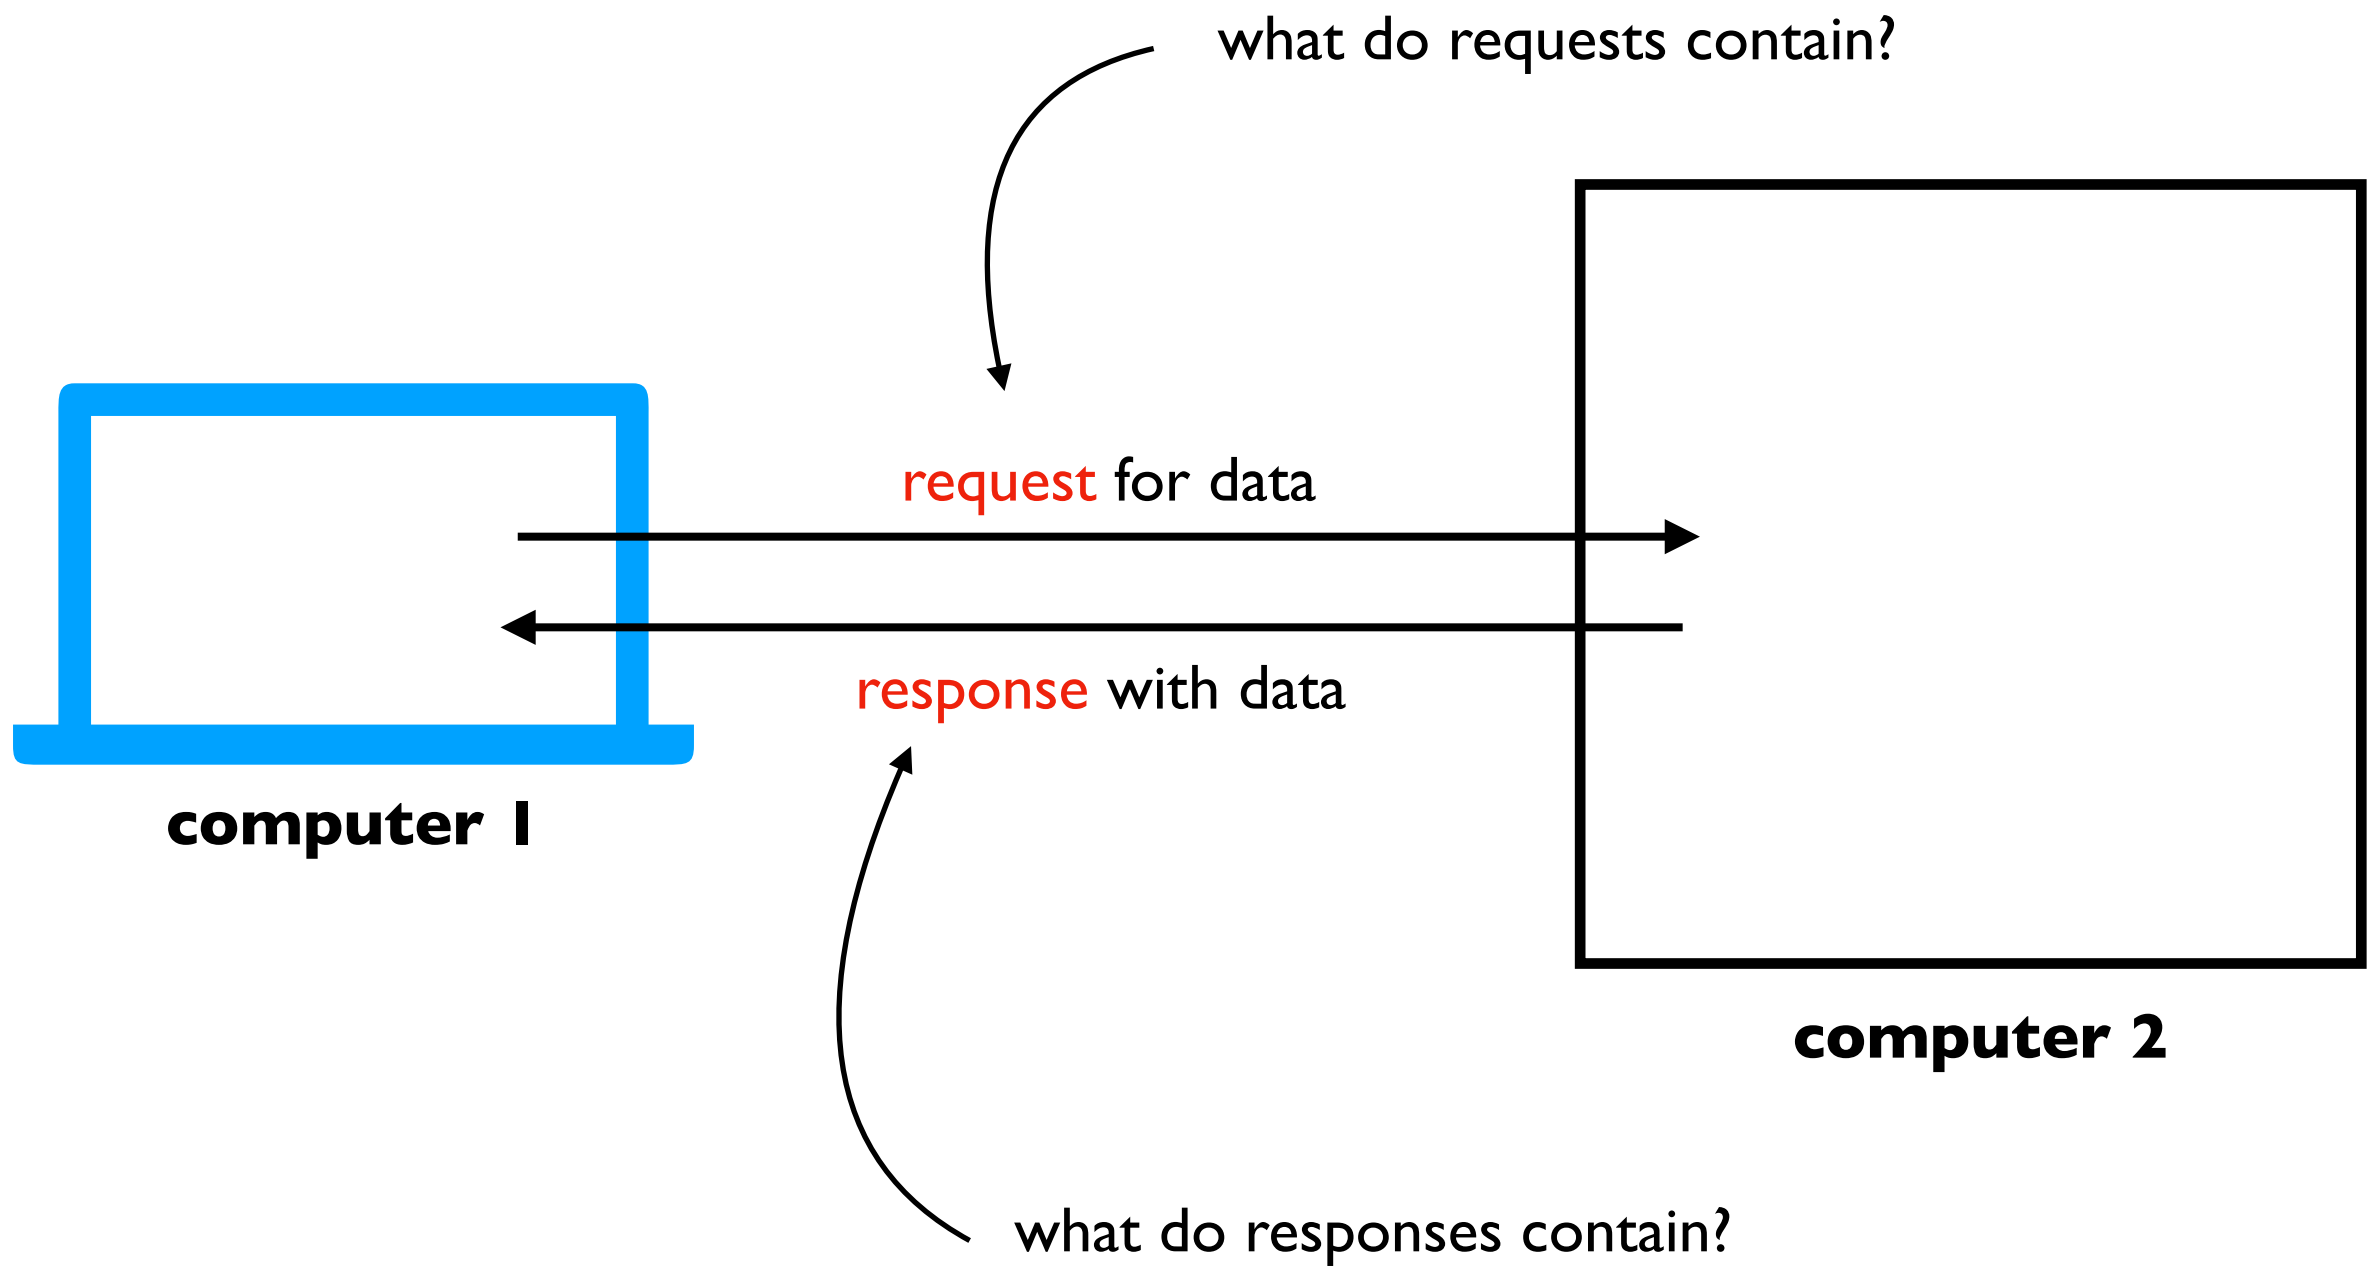 what do requests contain?
request for data
response with data
computer 1
computer 2
what do responses contain?